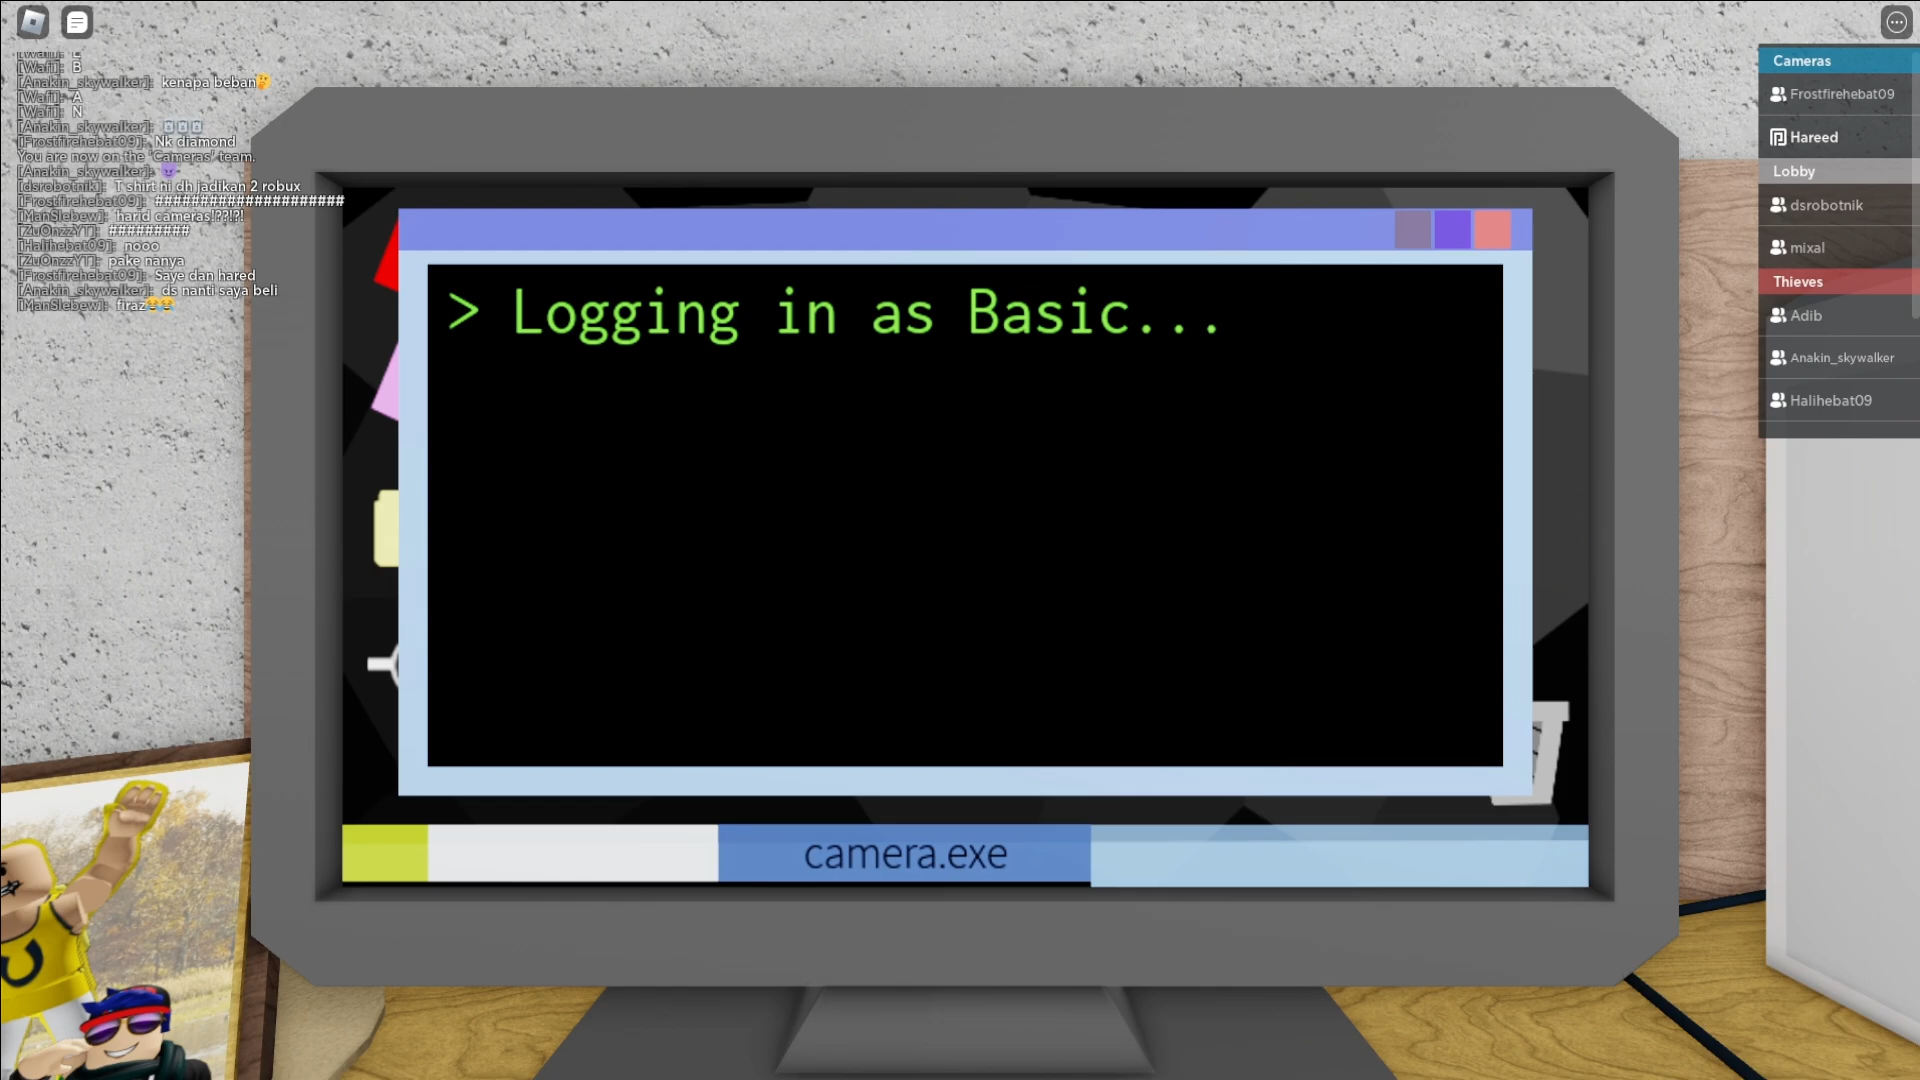 [Wafi]: B
[Anakin_skywalker]: kenapa beban🤔
[Wafi]: A
[Wafi]: N
[Anakin_skywalker]:
[Frostfirehebat09]: Nk diamond
You are now on the 'Cameras' team.
[Anakin_skywalker]: 😈
[dsrobotnik]: T shirt ni dh jadikan 2 robux
[Frostfirehebat09]: ####################
[ManSlebew]: harid cameras!??!?!
[ZuOnzzYT]: #########
[Halihebat09]: nooo
[ZuOnzzYT]: pake nanya
[Frostfirehebat09]: Saye dan hared
[Anakin_skywalker]: ds nanti saya beli
[ManSlebew]: firaz😂😂
> Logging in as Basic...
camera.exe
Cameras
Frostfirehebat09
Hareed
Lobby
dsrobotnik
mixal
Thieves
Adib
Anakin_skywalker
Halihebat09